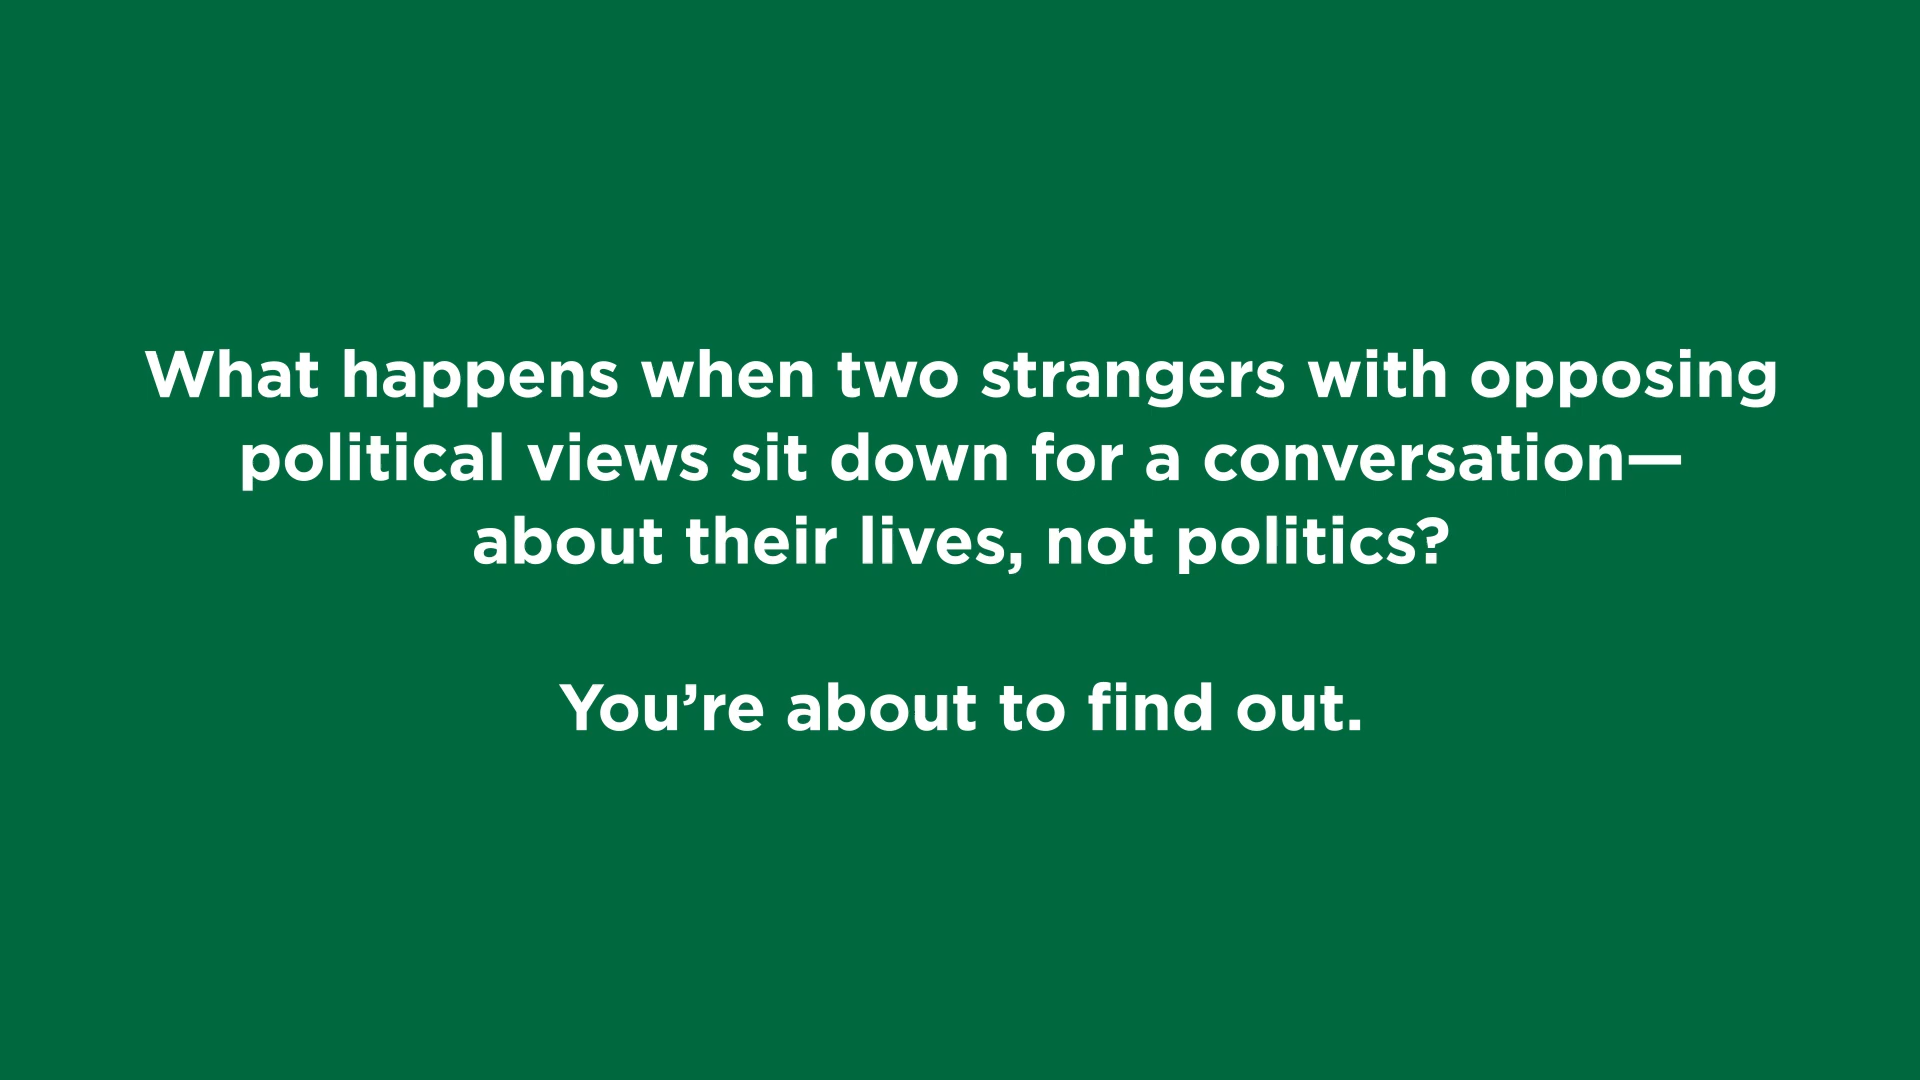 What happens when two strangers with opposing
political views sit down for a conversation—
about their lives, not politics?
You’re about to find out.